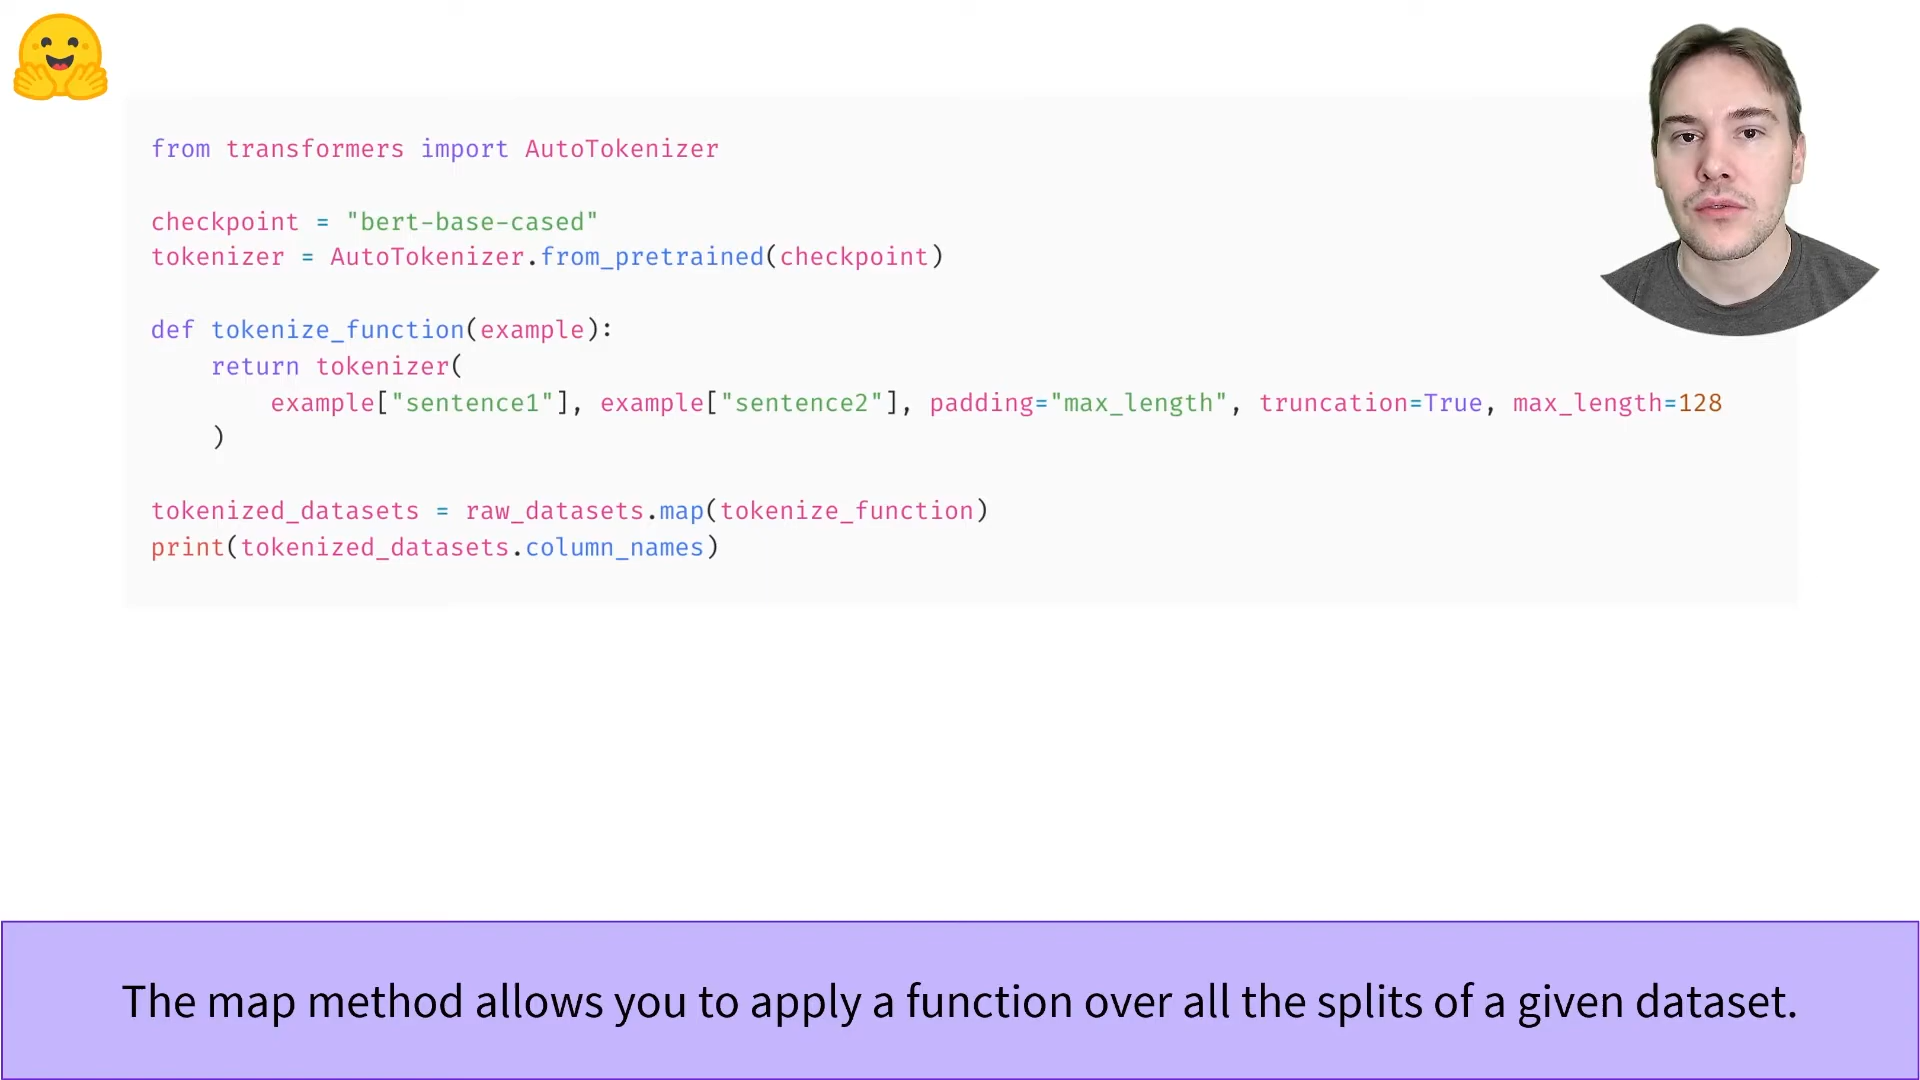 from transformers import AutoTokenizer
checkpoint = "bert-base-cased"
tokenizer = AutoTokenizer.from_pretrained(checkpoint)
def tokenize_function(example):
    return tokenizer(
        example["sentence1"], example["sentence2"], padding="max_length", truncation=True, max_length=128
    )
tokenized_datasets = raw_datasets.map(tokenize_function)
print(tokenized_datasets.column_names)
The map method allows you to apply a function over all the splits of a given dataset.